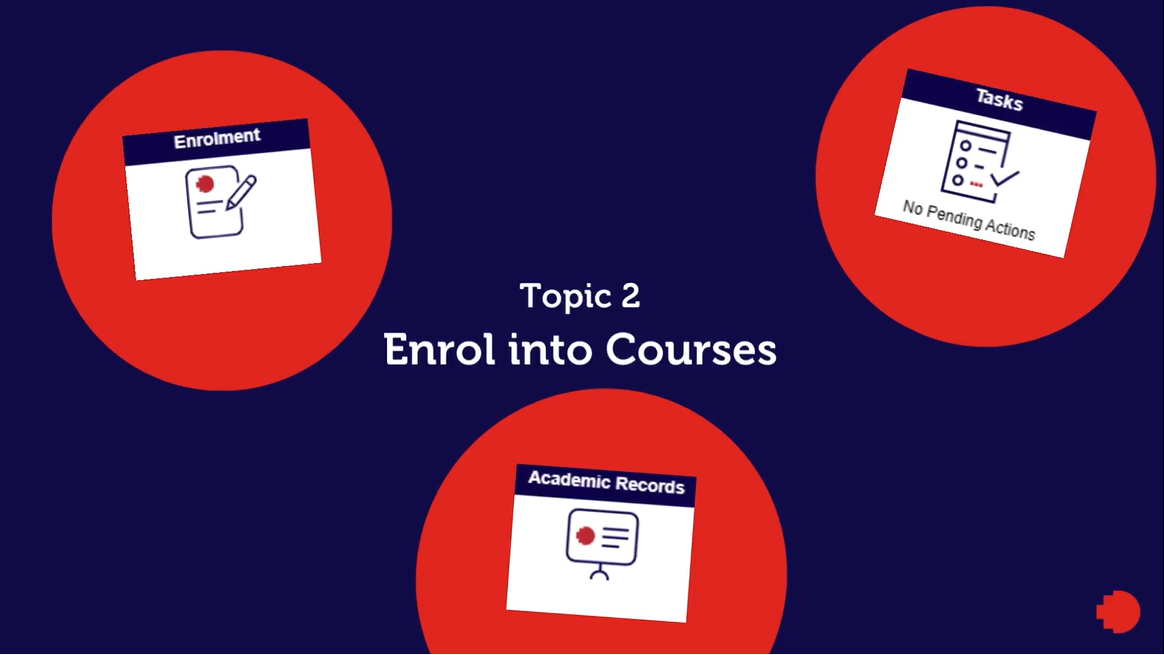 Enrolment
Tasks
No Pending Actions
Topic 2
Enrol into Courses
Academic Records